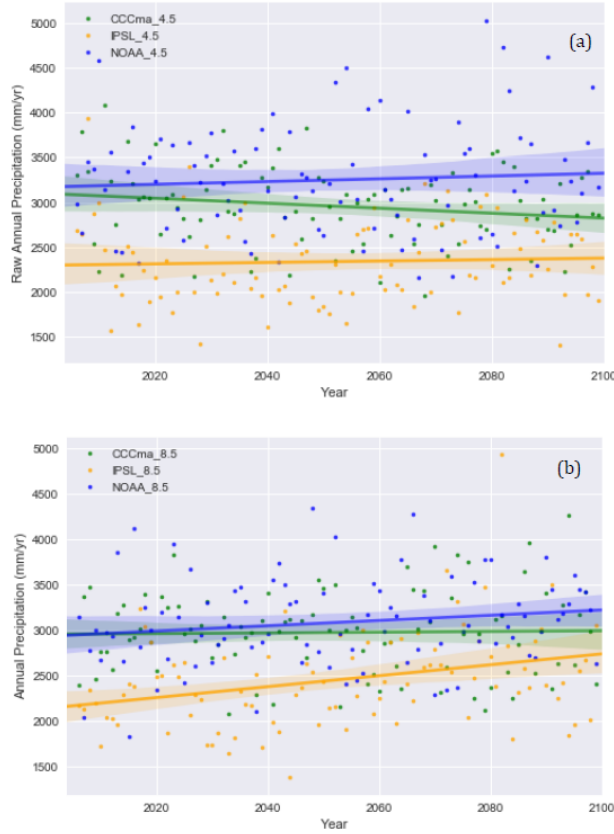 5000
4500
4000
3500
3000
2500
2000
1500
Raw Annual Precipitation (mm/yr)
CCCma_4.5
IPSL_4.5
NOAA_4.5
(a)
2020 2040 2060 2080 2100
Year
5000
4500
4000
3500
3000
2500
2000
1500
Annual Precipitation (mm/yr)
CCCma_8.5
IPSL_8.5
NOAA_8.5
(b)
2020 2040 2060 2080 2100
Year